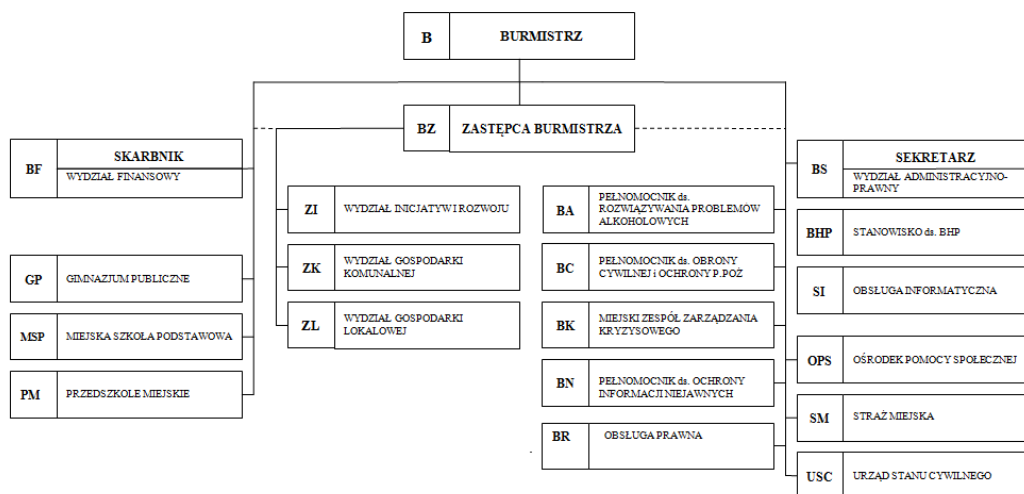 B
BURMISTRZ
BZ
ZASTĘPCA BURMISTRZA
BF
SKARBNIK
WYDZIAŁ FINANSOWY
GP
GIMNAZJUM PUBLICZNE
MSP
MIEJSKA SZKOŁA PODSTAWOWA
PM
PRZEDSZKOLE MIEJSKIE
ZI
WYDZIAŁ INICJATYW I ROZWOJU
ZK
WYDZIAŁ GOSPODARKI
KOMUNALNEJ
ZL
WYDZIAŁ GOSPODARKI
LOKALOWEJ
BA
PEŁNOMOCNIK ds.
ROZWIĄZYWANIA PROBLEMÓW
ALKOHOLOWYCH
BC
PEŁNOMOCNIK ds. OBRONY
CYWILNEJ i OCHRONY P.POŻ
BK
MIEJSKI ZESPÓŁ ZARZĄDZANIA
KRYZYSOWEGO
BN
PEŁNOMOCNIK ds. OCHRONY
INFORMACJI NIEJAWNYCH
BR
OBSŁUGA PRAWNA
BS
SEKRETARZ
WYDZIAŁ ADMINISTRACYJNO-
PRAWNY
BHP
STANOWISKO ds. BHP
SI
OBSŁUGA INFORMATYCZNA
OPS
OŚRODEK POMOCY SPOŁECZNEJ
SM
STRAŻ MIEJSKA
USC
URZĄD STANU CYWILNEGO